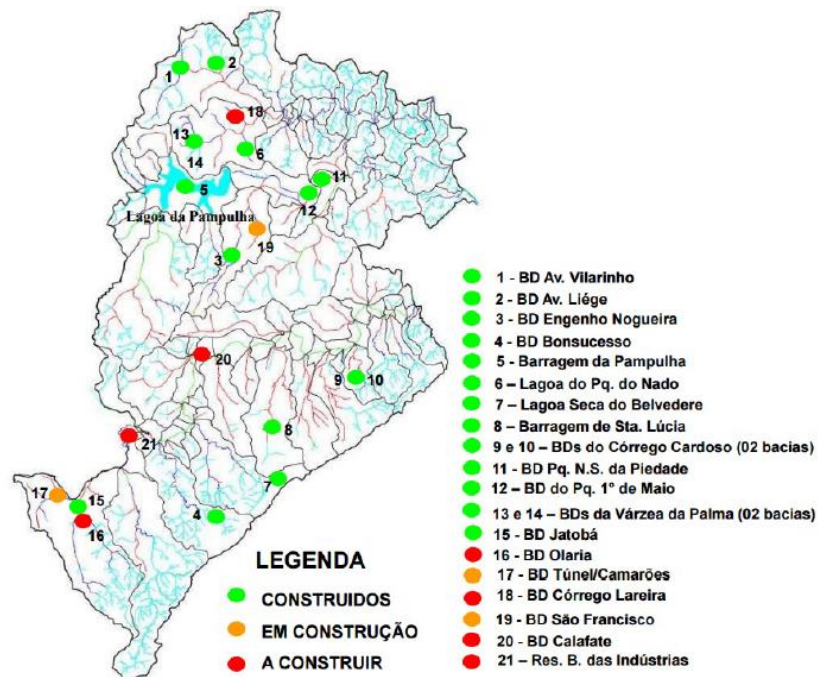 1
2
18
13
6
14
11
5
12
Lagoa da Pampulha
19
3
20
9 10
8
21
7
17
15
4
16
LEGENDA
CONSTRUIDOS
EM CONSTRUÇÃO
A CONSTRUIR
1 - BD Av. Vilarinho
2 - BD Av. Liége
3 - BD Engenho Nogueira
4 - BD Bonsucesso
5 - Barragem da Pampulha
6 – Lagoa do Pq. do Nado
7 – Lagoa Seca do Belvedere
8 – Barragem de Sta. Lúcia
9 e 10 – BDs do Córrego Cardoso (02 bacias)
11 - BD Pq. N.S. da Piedade
12 – BD do Pq. 1º de Maio
13 e 14 – BDs da Várzea da Palma (02 bacias)
15 - BD Jatobá
16 - BD Olaria
17 - BD Túnel/Camarões
18 - BD Córrego Lareira
19 - BD São Francisco
20 - BD Calafate
21 - Res. B. das Indústrias